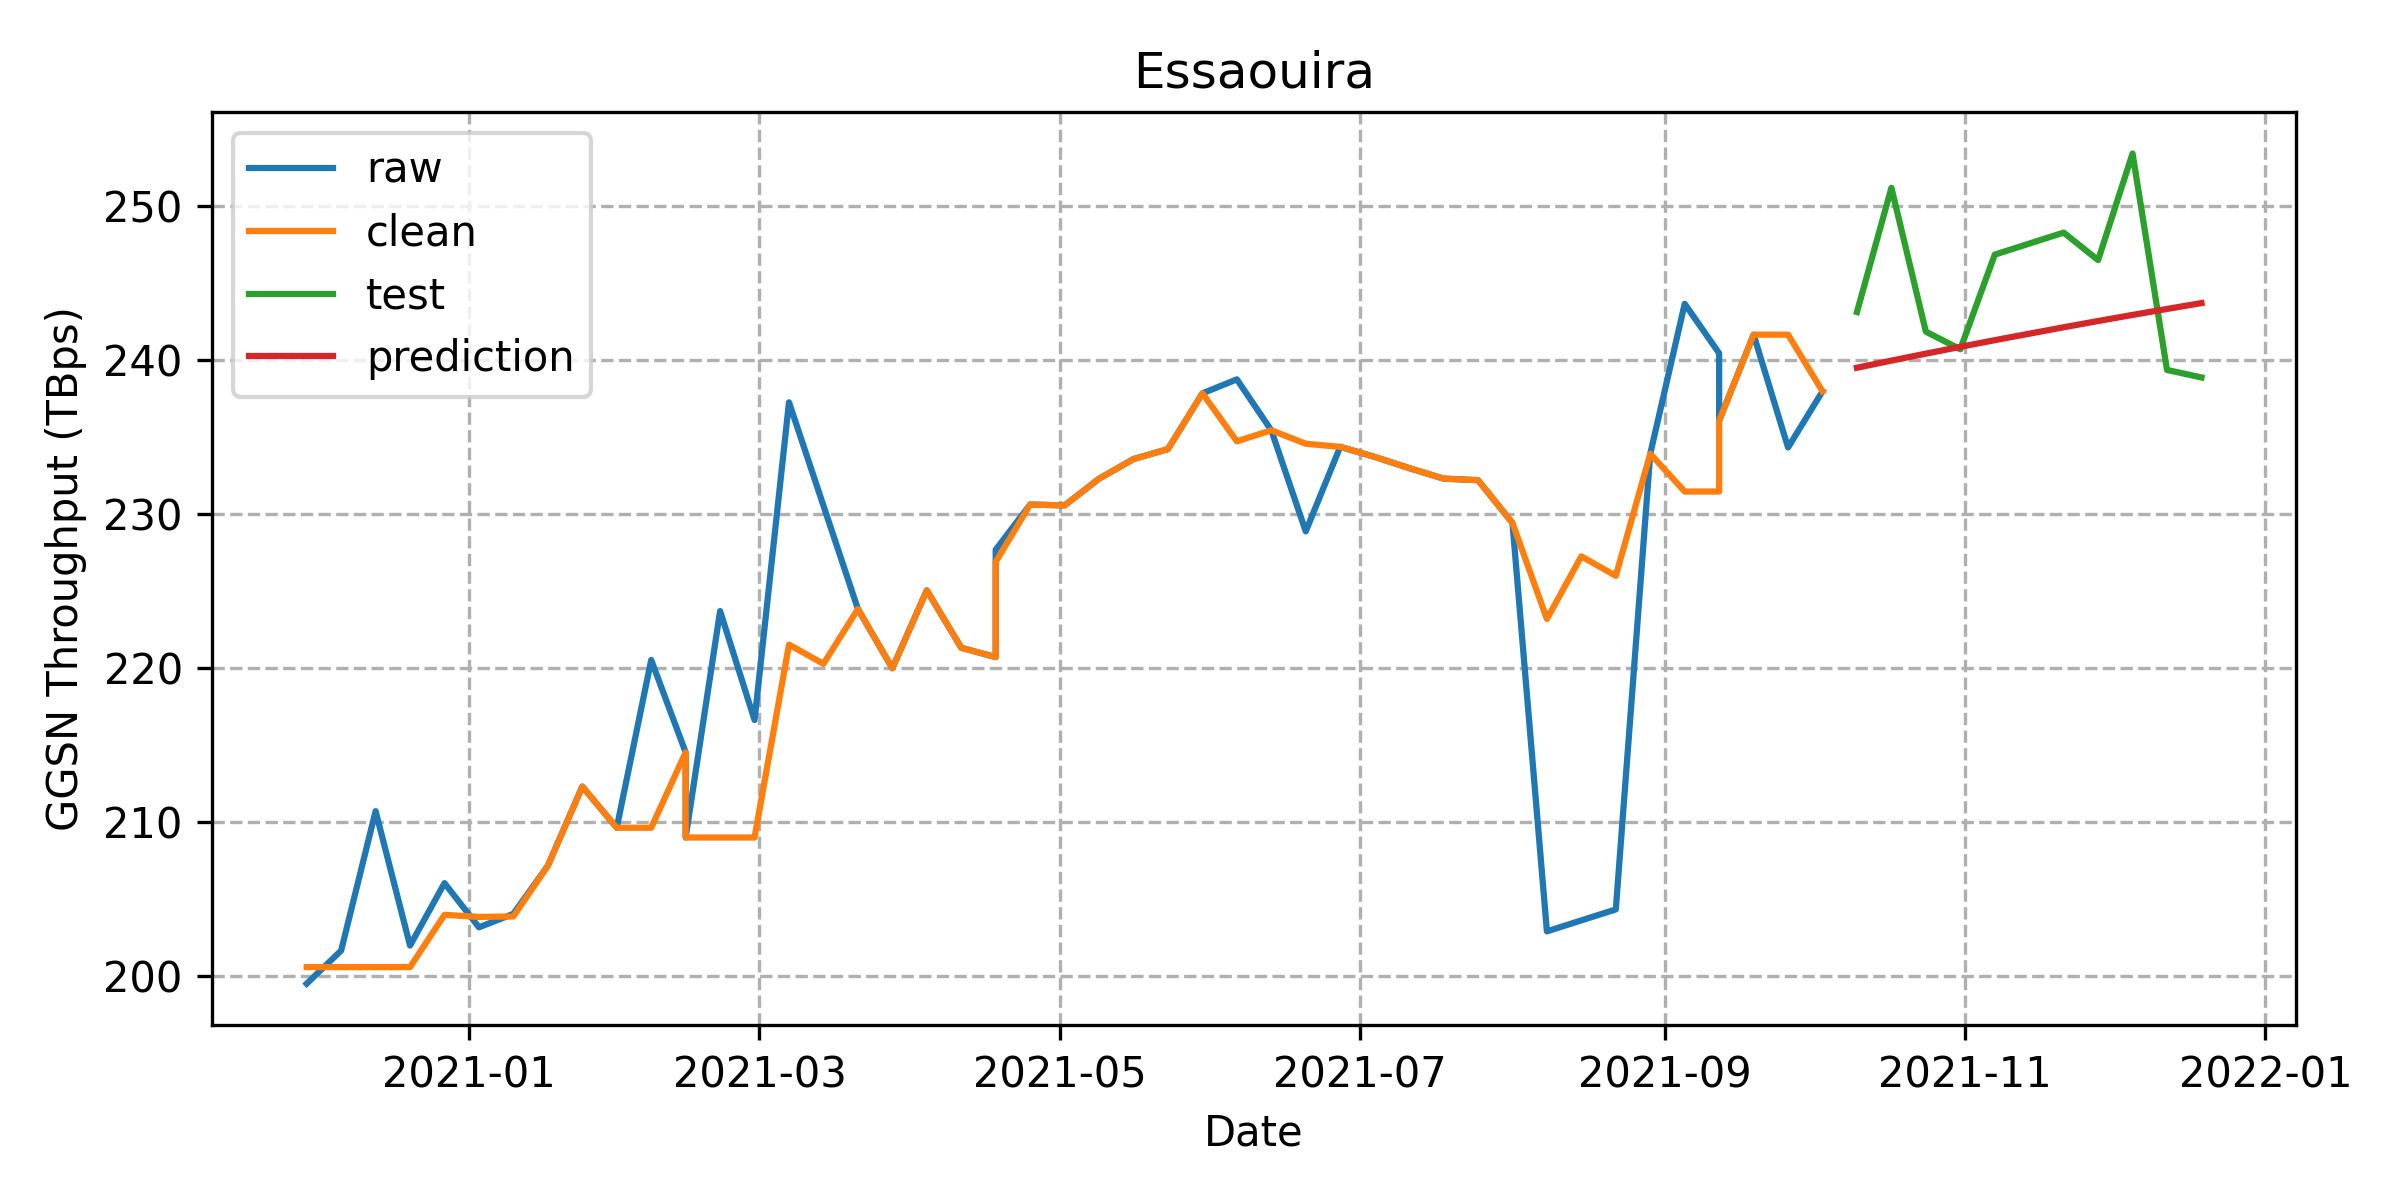 Essaouira
raw
clean
test
prediction
GGSN Throughput (TBps)
250
240
230
220
210
200
2021-01 2021-03 2021-05 2021-07 2021-09 2021-11 2022-01
Date